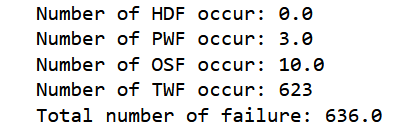 Number of HDF occur: 0.0
Number of PWF occur: 3.0
Number of OSF occur: 10.0
Number of TWF occur: 623
Total number of failure: 636.0